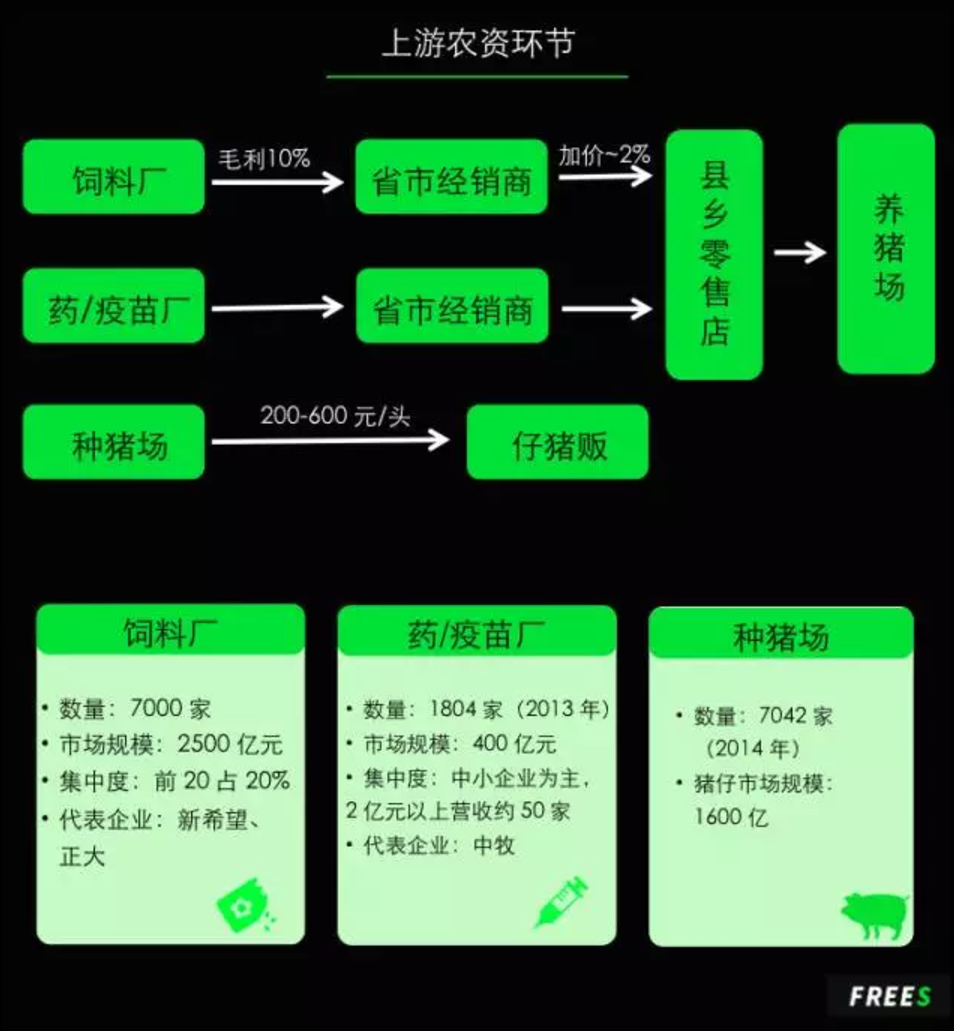 上游农资环节
饲料厂
毛利10%
省市经销商
加价~2%
县乡零售店
养猪场
药/疫苗厂
省市经销商
种猪场
200-600 元/头
仔猪贩
饲料厂
• 数量：7000 家
• 市场规模：2500 亿元
• 集中度：前 20 占 20%
• 代表企业：新希望、
正大
药/疫苗厂
• 数量：1804 家（2013 年）
• 市场规模：400 亿元
• 集中度：中小企业为主，
2 亿元以上营收约 50 家
• 代表企业：中牧
种猪场
• 数量：7042 家
（2014 年）
• 猪仔市场规模：
1600 亿
FREES